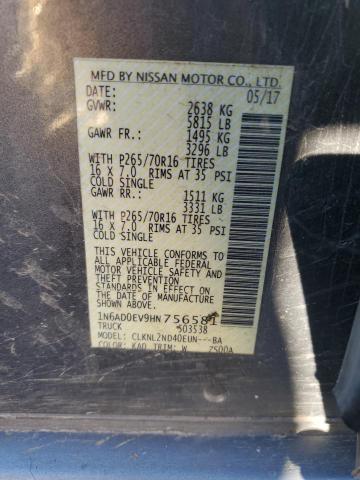 MFD BY NISSAN MOTOR CO., LTD.
DATE: 05/17
GVWR: 2638 KG
5815 LB
GAWR FR: 1495 KG
3296 LB
WITH P265/70R16 TIRES
16 X 7.0 RIMS AT 35 PSI
COLD SINGLE
GAWR RR: 1511 KG
3331 LB
WITH P265/70R16 TIRES
16 X 7.0 RIMS AT 35 PSI
COLD SINGLE
THIS VEHICLE CONFORMS TO
ALL APPLICABLE FEDERAL
MOTOR VEHICLE SAFETY AND
THEFT PREVENTION
STANDARDS IN EFFECT ON
THE DATE OF MANUFACTURE
SHOWN ABOVE.
1N6AD0EV9HN756581
TRUCK 503538
MODEL: CLKNL2ND40EUN---BA
COLOR: KAD TRIM: W 7500A